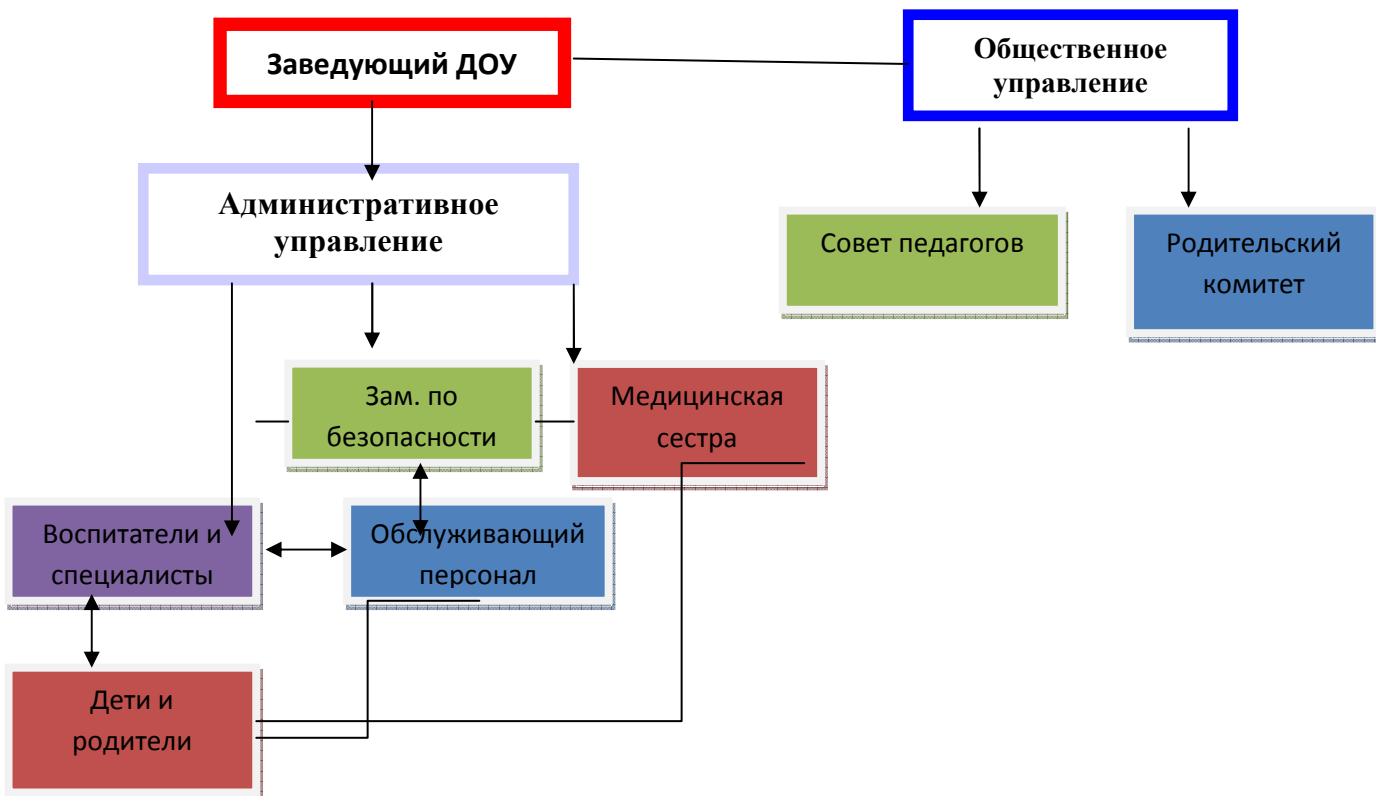 Заведующий ДОУ
Общественное
управление
Административное
управление
Совет педагогов
Родительский
комитет
Зам. по
безопасности
Медицинская
сестра
Воспитатели и
специалисты
Обслуживающий
персонал
Дети и
родители